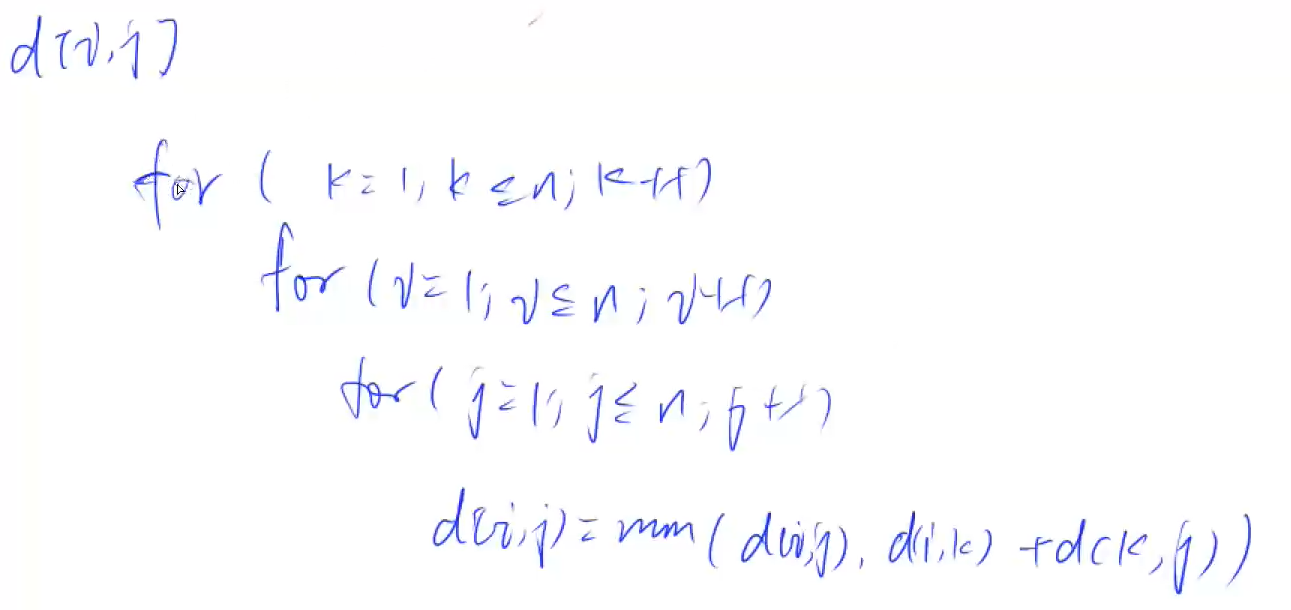 d[i,j]
for ( k=1, k≤n; k++)
for (i=1; i≤n; i++)
for( j=1; j≤n; j++)
d(i,j)=min(d(i,j), d(i,k)+d(k,j))